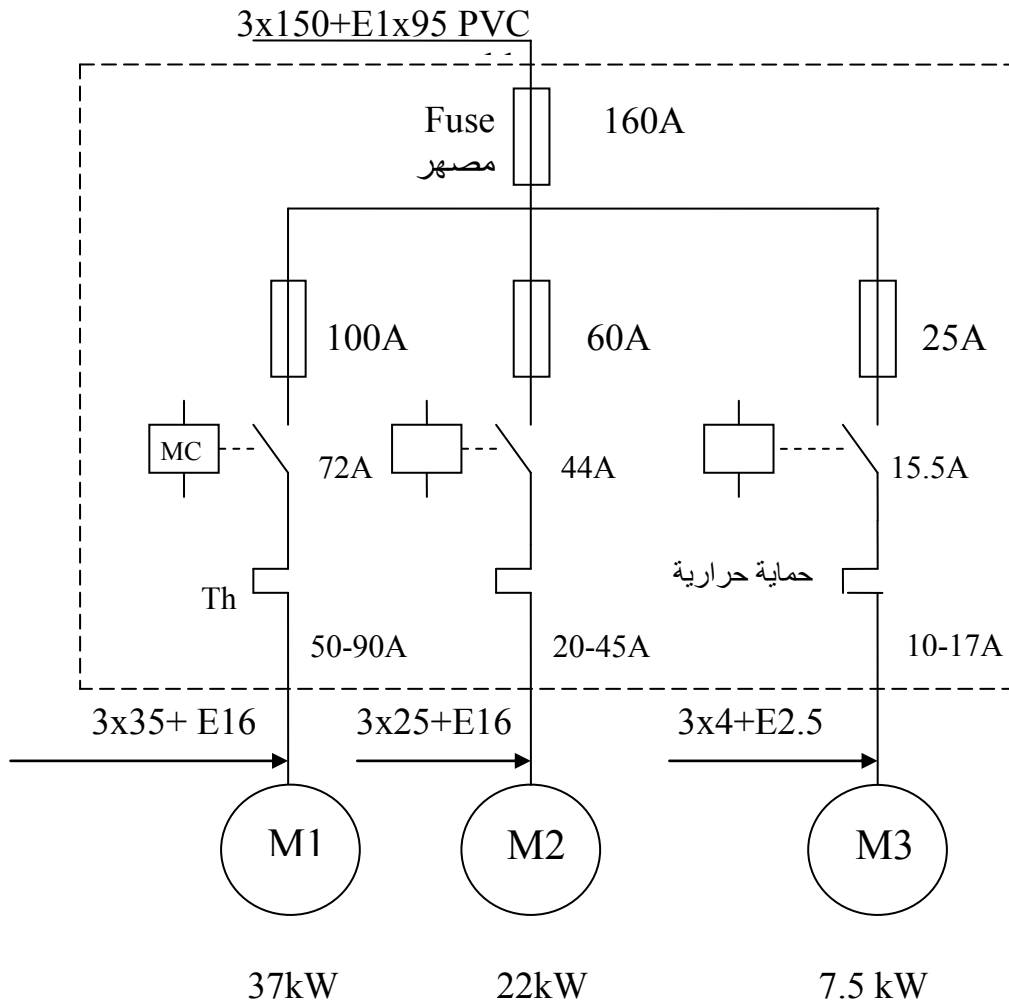 3x150+E1x95 PVC
Fuse
مصهر
160A
100A
60A
25A
MC
72A
44A
15.5A
Th
حماية حرارية
50-90A
20-45A
10-17A
3x35+ E16
3x25+E16
3x4+E2.5
M1
M2
M3
37kW
22kW
7.5 kW